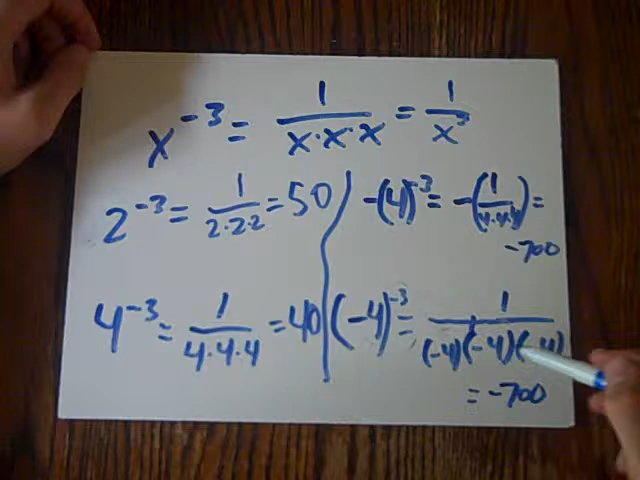 x⁻³ = 1/(x·x·x) = 1/x³
2⁻³ = 1/(2·2·2) = 50
-(4)⁻³ = -(1/(4·4·4)) =
-700
4⁻³ = 1/(4·4·4) = 40
(-4)⁻³ = 1/((-4)(-4)(-4))
= -700